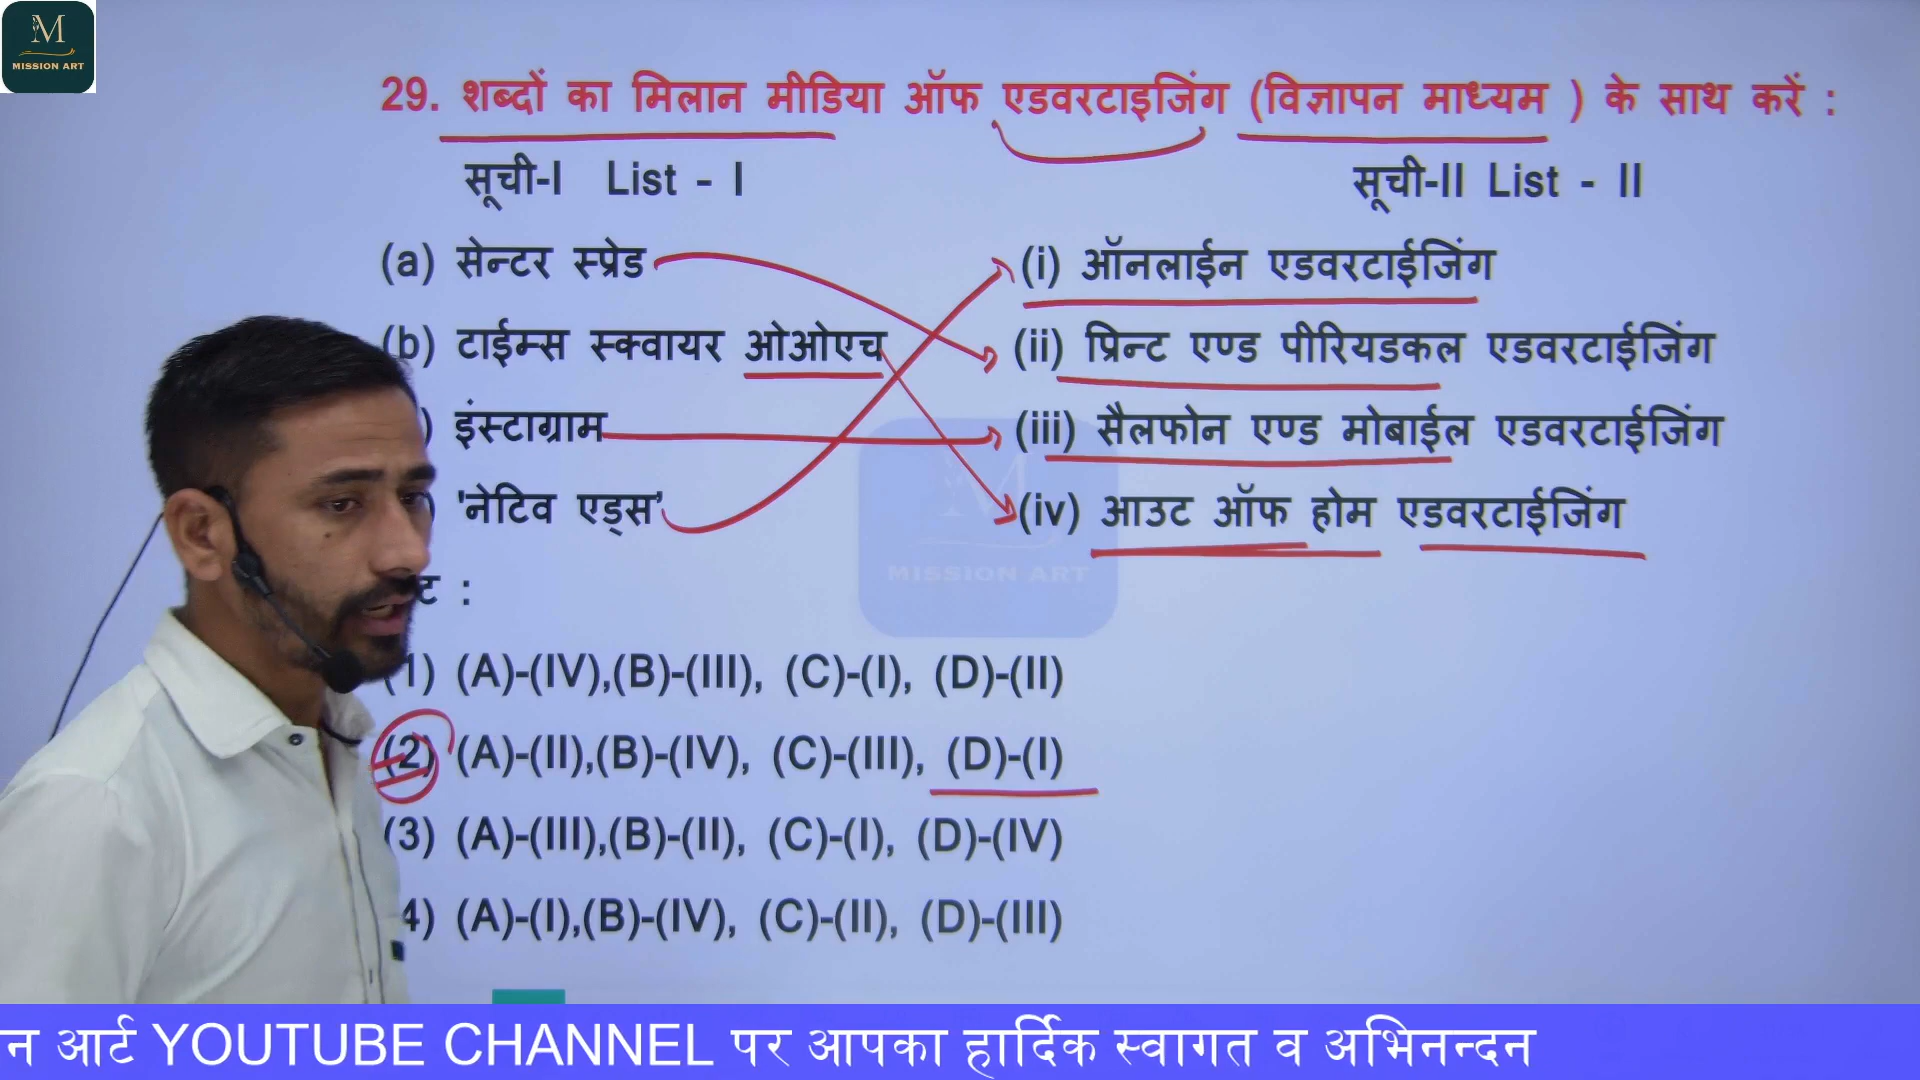 M
MISSION ART
29. शब्दों का मिलान मीडिया ऑफ एडवरटाइजिंग (विज्ञापन माध्यम ) के साथ करें :
सूची-I List - I सूची-II List - II
(a) सेन्टर स्प्रेड (i) ऑनलाईन एडवरटाईजिंग
(b) टाईम्स स्क्वायर ओओएच (ii) प्रिन्ट एण्ड पीरियडकल एडवरटाईजिंग
) इंस्टाग्राम (iii) सैलफोन एण्ड मोबाईल एडवरटाईजिंग
) 'नेटिव एड्स' (iv) आउट ऑफ होम एडवरटाईजिंग
M
MISSION ART
ट :
1) (A)-(IV),(B)-(III), (C)-(I), (D)-(II)
(2) (A)-(II),(B)-(IV), (C)-(III), (D)-(I)
(3) (A)-(III),(B)-(II), (C)-(I), (D)-(IV)
4) (A)-(I),(B)-(IV), (C)-(II), (D)-(III)
न आर्ट YOUTUBE CHANNEL पर आपका हार्दिक स्वागत व अभिनन्दन